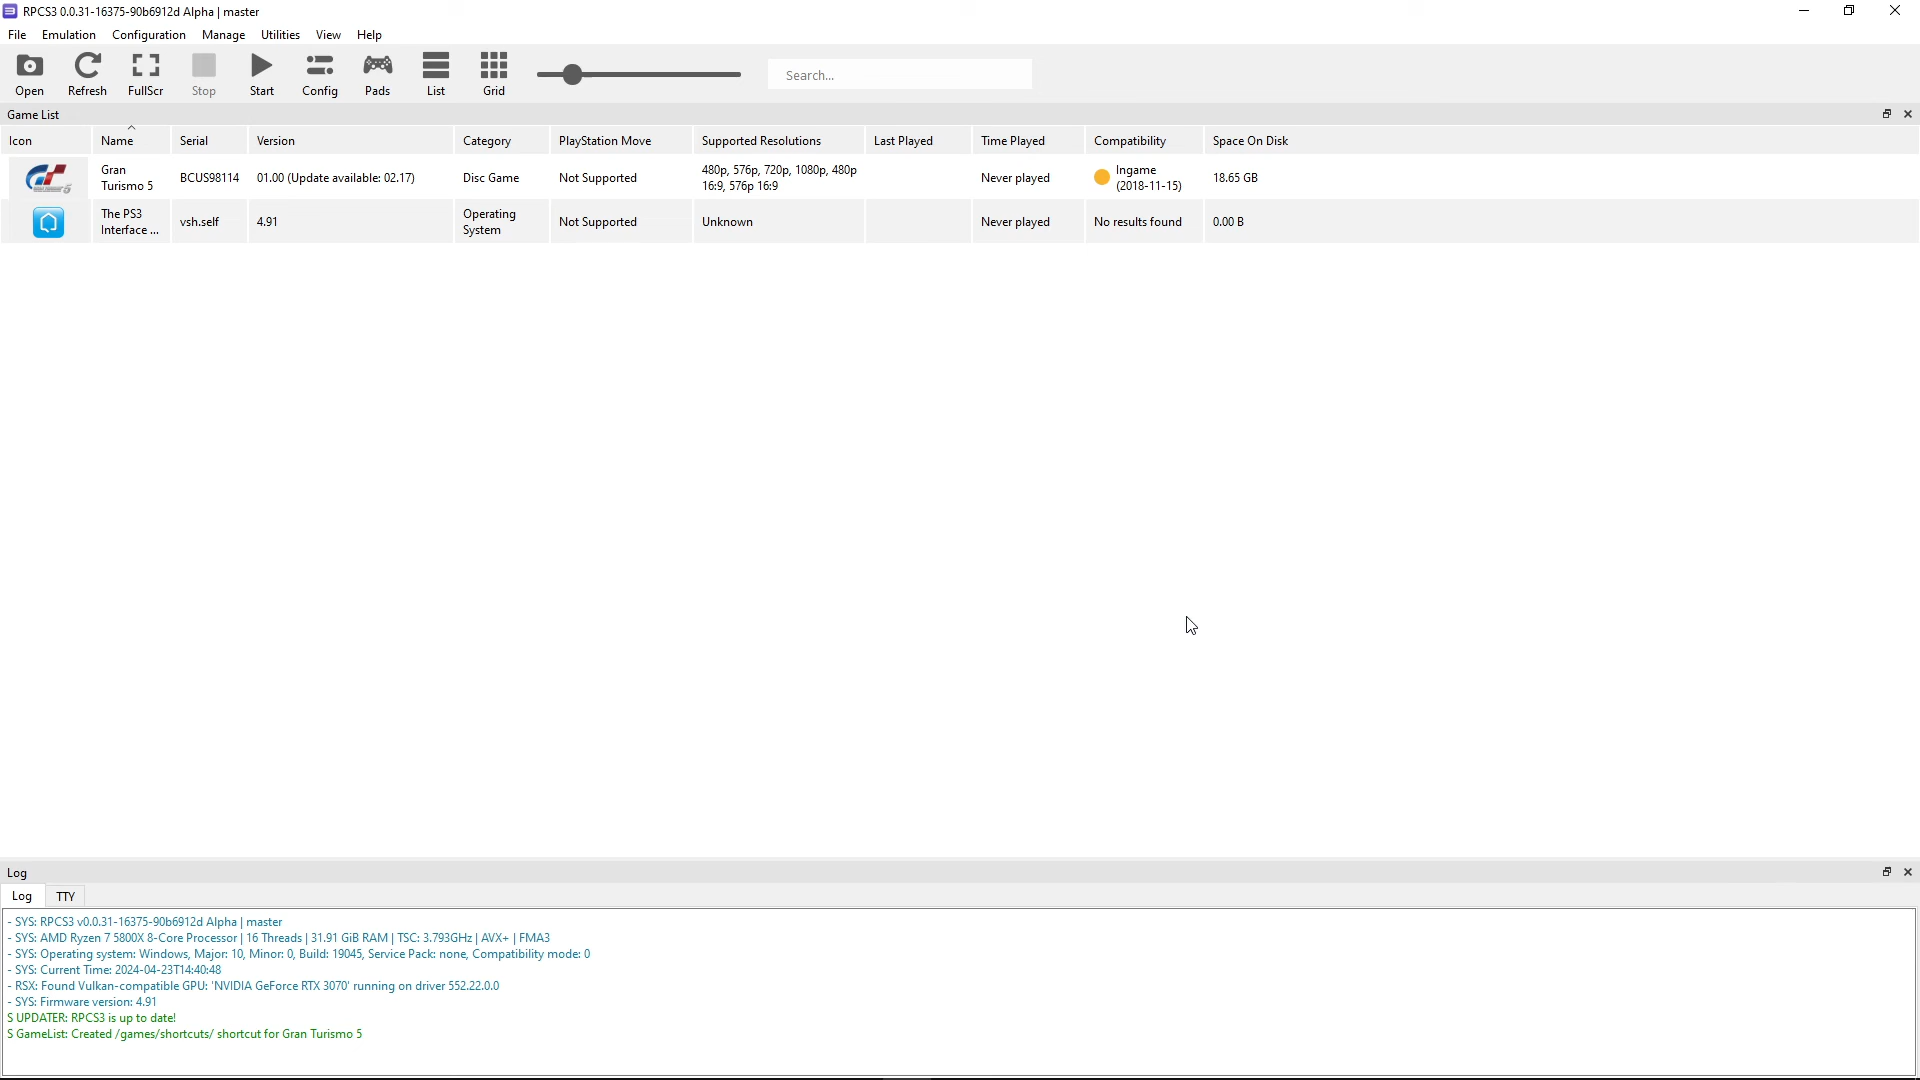 RPCS3 0.0.31-16375-90b6912d Alpha | master
File Emulation Configuration Manage Utilities View Help
Open Refresh FullScr Stop Start Config Pads List Grid Search...
Game List
Icon Name Serial Version Category PlayStation Move Supported Resolutions Last Played Time Played Compatibility Space On Disk
Gran Turismo 5 BCUS98114 01.00 (Update available: 02.17) Disc Game Not Supported 480p, 576p, 720p, 1080p, 480p 16:9, 576p 16:9 Never played Ingame (2018-11-15) 18.65 GB
The PS3 Interface ... vsh.self 4.91 Operating System Not Supported Unknown Never played No results found 0.00 B
Log
Log TTY
- SYS: RPCS3 v0.0.31-16375-90b6912d Alpha | master
- SYS: AMD Ryzen 7 5800X 8-Core Processor | 16 Threads | 31.91 GiB RAM | TSC: 3.793GHz | AVX+ | FMA3
- SYS: Operating system: Windows, Major: 10, Minor: 0, Build: 19045, Service Pack: none, Compatibility mode: 0
- SYS: Current Time: 2024-04-23T14:40:48
- RSX: Found Vulkan-compatible GPU: 'NVIDIA GeForce RTX 3070' running on driver 552.22.0.0
- SYS: Firmware version: 4.91
S UPDATER: RPCS3 is up to date!
S GameList: Created /games/shortcuts/ shortcut for Gran Turismo 5